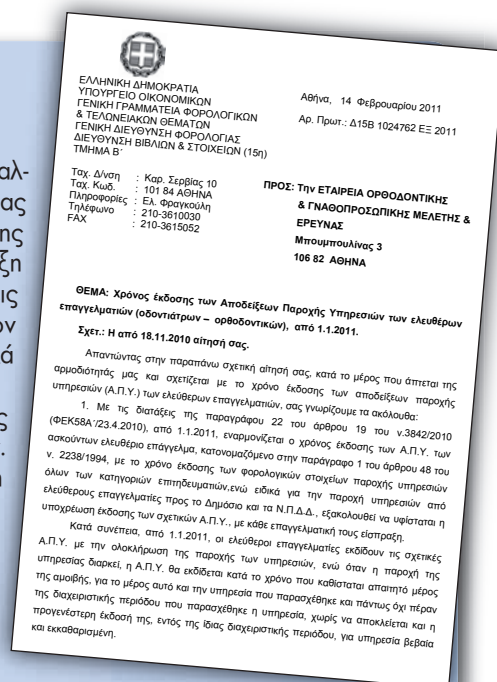 ΕΛΛΗΝΙΚΗ ΔΗΜΟΚΡΑΤΙΑ
ΥΠΟΥΡΓΕΙΟ ΟΙΚΟΝΟΜΙΚΩΝ
ΓΕΝΙΚΗ ΓΡΑΜΜΑΤΕΙΑ ΦΟΡΟΛΟΓΙΚΩΝ
& ΤΕΛΩΝΕΙΑΚΩΝ ΘΕΜΑΤΩΝ
ΓΕΝΙΚΗ ΔΙΕΥΘΥΝΣΗ ΦΟΡΟΛΟΓΙΑΣ
ΔΙΕΥΘΥΝΣΗ ΒΙΒΛΙΩΝ & ΣΤΟΙΧΕΙΩΝ (15η)
ΤΜΗΜΑ Β΄
Αθήνα, 14 Φεβρουαρίου 2011
Αρ. Πρωτ.: Δ15Β 1024762 ΕΞ 2011
Ταχ. Δ/νση : Καρ. Σερβίας 10
Ταχ. Κωδ. : 101 84 ΑΘΗΝΑ
Πληροφορίες : Ελ. Φραγκούλη
Τηλέφωνο : 210-3610030
FAX : 210-3615052
ΠΡΟΣ: Την ΕΤΑΙΡΕΙΑ ΟΡΘΟΔΟΝΤΙΚΗΣ
& ΓΝΑΘΟΠΡΟΣΩΠΙΚΗΣ ΜΕΛΕΤΗΣ &
ΕΡΕΥΝΑΣ
Μπουμπουλίνας 3
106 82 ΑΘΗΝΑ
ΘΕΜΑ: Χρόνος έκδοσης των Αποδείξεων Παροχής Υπηρεσιών των ελευθέρων
επαγγελματιών (οδοντιάτρων – ορθοδοντικών), από 1.1.2011.
Σχετ.: Η από 18.11.2010 αίτησή σας.
Απαντώντας στην παραπάνω σχετική αίτησή σας, κατά το μέρος που άπτεται της
αρμοδιότητάς μας και σχετίζεται με το χρόνο έκδοσης των αποδείξεων παροχής
υπηρεσιών (Α.Π.Υ.) των ελεύθερων επαγγελματιών, σας γνωρίζουμε τα ακόλουθα:
1. Με τις διατάξεις της παραγράφου 22 του άρθρου 19 του ν.3842/2010
(ΦΕΚ58Α΄/23.4.2010), από 1.1.2011, εναρμονίζεται ο χρόνος έκδοσης των Α.Π.Υ. των
ασκούντων ελευθέριο επάγγελμα, κατονομαζόμενο στην παράγραφο 1 του άρθρου 48 του
ν. 2238/1994, με το χρόνο έκδοσης των φορολογικών στοιχείων παροχής υπηρεσιών
όλων των κατηγοριών επιτηδευματιών,ενώ ειδικά για την παροχή υπηρεσιών από
ελεύθερους επαγγελματίες προς το Δημόσιο και τα Ν.Π.Δ.Δ., εξακολουθεί να υφίσταται η
υποχρέωση έκδοσης των σχετικών Α.Π.Υ., με κάθε επαγγελματική τους είσπραξη.
Κατά συνέπεια, από 1.1.2011, οι ελεύθεροι επαγγελματίες εκδίδουν τις σχετικές
Α.Π.Υ. με την ολοκλήρωση της παροχής των υπηρεσιών, ενώ όταν η παροχή της
υπηρεσίας διαρκεί, η Α.Π.Υ. θα εκδίδεται κατά το χρόνο που καθίσταται απαιτητό μέρος
της αμοιβής, για το μέρος αυτό και την υπηρεσία που παρασχέθηκε και πάντως όχι πέραν
της διαχειριστικής περιόδου που παρασχέθηκε η υπηρεσία, χωρίς να αποκλείεται και η
προγενέστερη έκδοσή της, εντός της ίδιας διαχειριστικής περιόδου, για υπηρεσία βεβαία
και εκκαθαρισμένη.